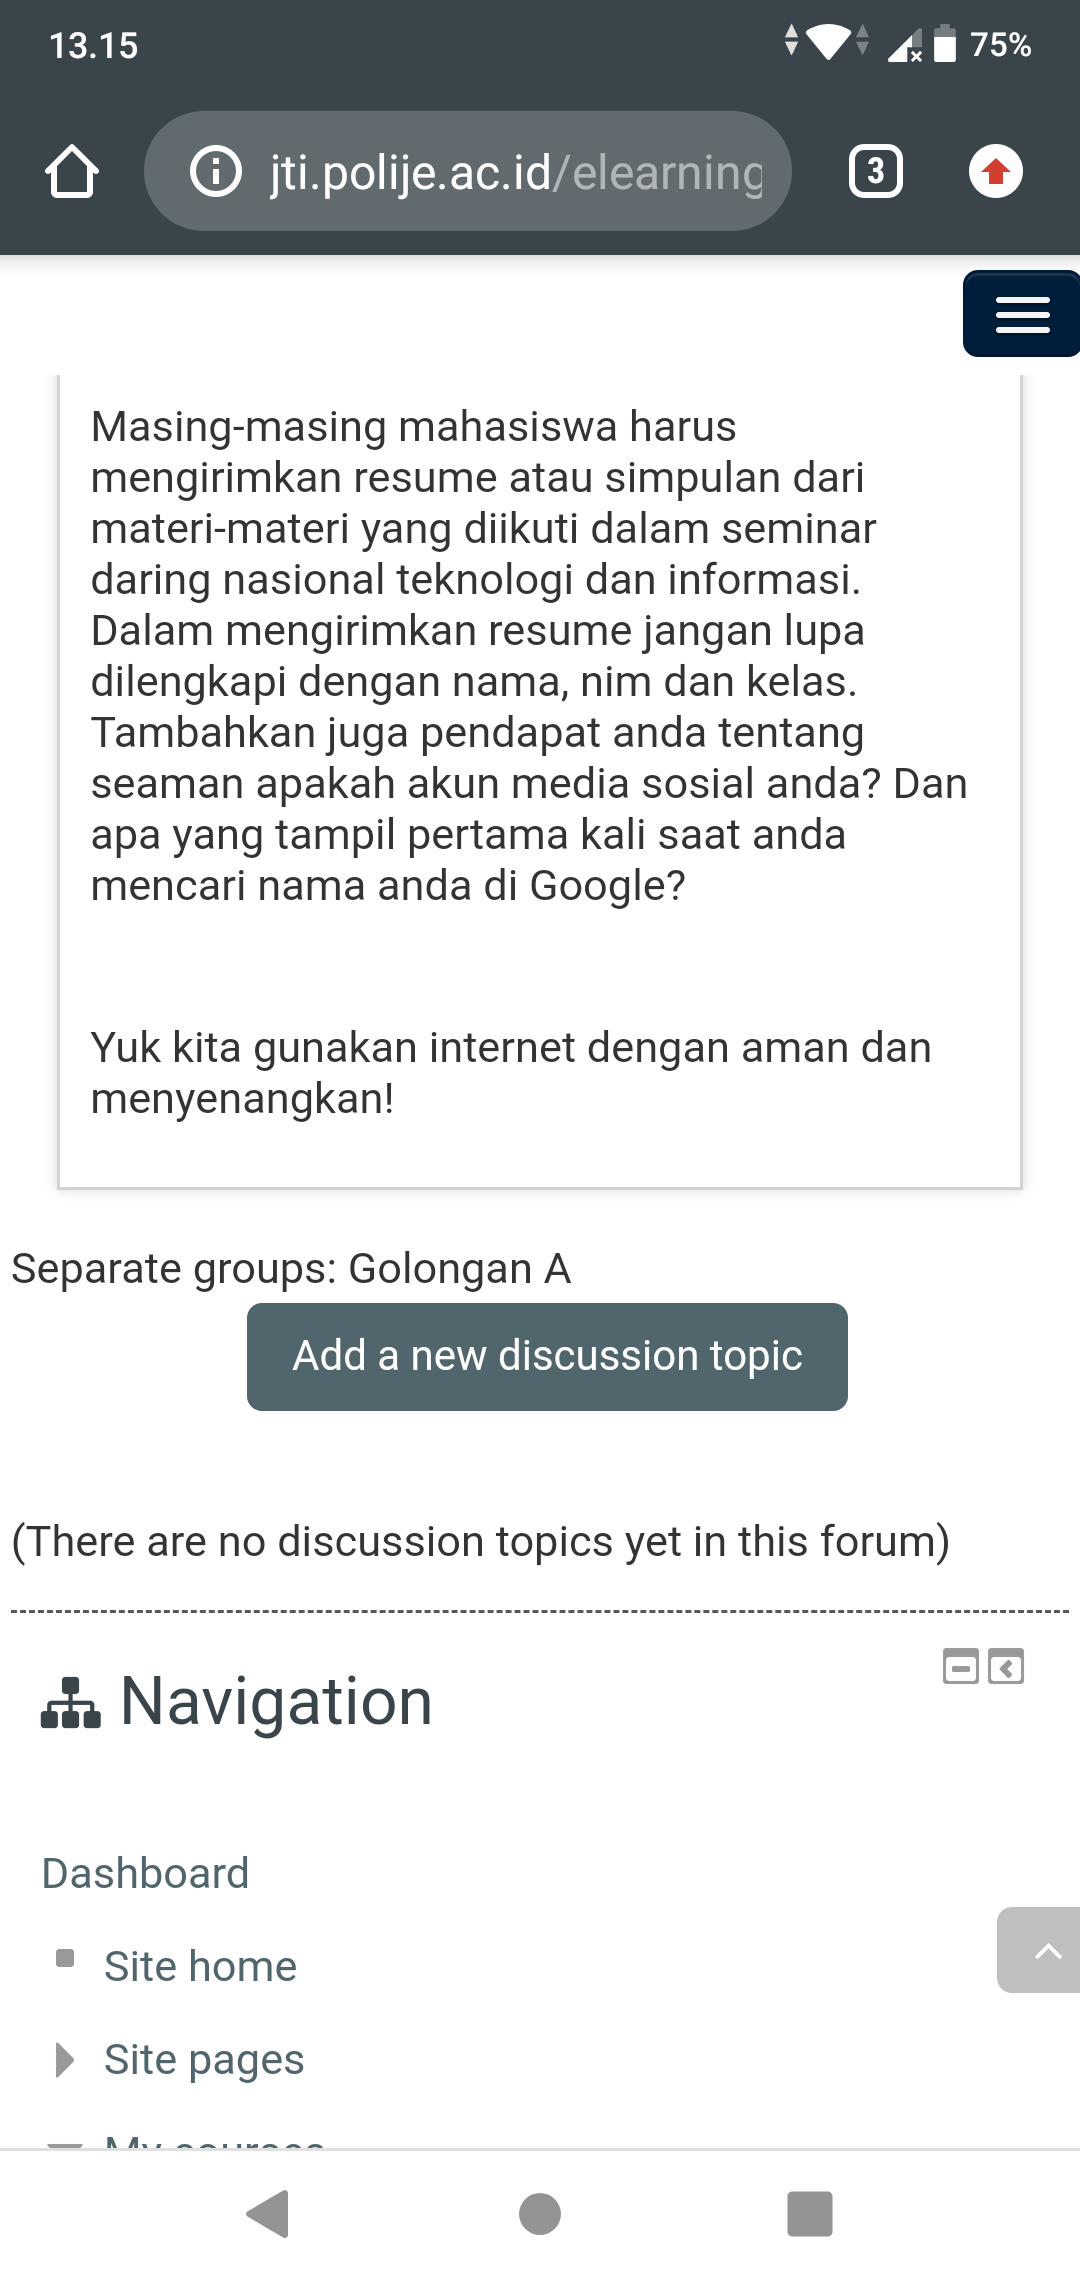 13.15
75%
jti.polije.ac.id/elearning
3
Masing-masing mahasiswa harus
mengirimkan resume atau simpulan dari
materi-materi yang diikuti dalam seminar
daring nasional teknologi dan informasi.
Dalam mengirimkan resume jangan lupa
dilengkapi dengan nama, nim dan kelas.
Tambahkan juga pendapat anda tentang
seaman apakah akun media sosial anda? Dan
apa yang tampil pertama kali saat anda
mencari nama anda di Google?
Yuk kita gunakan internet dengan aman dan
menyenangkan!
Separate groups: Golongan A
Add a new discussion topic
(There are no discussion topics yet in this forum)
Navigation
Dashboard
Site home
Site pages
My courses